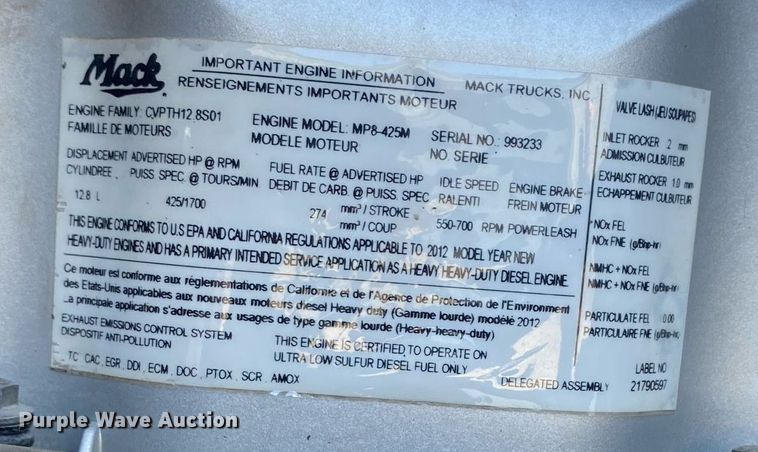 Mack
IMPORTANT ENGINE INFORMATION
MACK TRUCKS, INC
RENSEIGNEMENTS IMPORTANTS MOTEUR
ENGINE FAMILY: CVPTH12.8S01
FAMILLE DE MOTEURS
ENGINE MODEL: MP8-425M
MODELE MOTEUR
SERIAL NO.: 993233
NO. SERIE
DISPLACEMENT ADVERTISED HP @ RPM
CYLINDREE. PUISS SPEC. @ TOURS/MIN
FUEL RATE @ ADVERTISED HP
DEBIT DE CARB. @ PUISS. SPEC
IDLE SPEED
RALENTI
ENGINE BRAKE
FREIN MOTEUR
12.8 L
425/1700
274
mm³ / STROKE
mm³ / COUP
550-700 RPM
POWERLEASH
THIS ENGINE CONFORMS TO U S EPA AND CALIFORNIA REGULATIONS APPLICABLE TO 2012 MODEL YEAR NEW
HEAVY-DUTY ENGINES AND HAS A PRIMARY INTENDED SERVICE APPLICATION AS A HEAVY HEAVY-DUTY DIESEL ENGINE.
Ce moteur est conforme aux réglementations de Californie et de l'Agence de Protection de l'Environment
des Etats-Unis applicables aux nouveaux moteurs diesel Heavy duty (Gamme lourde) modèle 2012
a principale application s'adresse aux usages de type gamme lourde (Heavy-heavy-duty)
EXHAUST EMISSIONS CONTROL SYSTEM
DISPOSITIF ANTI-POLLUTION
THIS ENGINE IS CERTIFIED TO OPERATE ON
ULTRA LOW SULFUR DIESEL FUEL ONLY
TC, CAC, EGR, DDI, ECM, DOC, PTOX, SCR, AMOX
DELEGATED ASSEMBLY
VALVE LASH (JEU SOUPAPES)
INLET ROCKER 2 mm
ADMISSION CULBUTEUR
EXHAUST ROCKER 1.0 mm
ECHAPPEMENT CULBUTEUR
NOx FEL
NOx FNE (g/Bhp-hr)
NMHC + NOx FEL
NMHC + NOx FNE (g/Bhp-hr)
PARTICULATE FEL 0.00
PARTICULAIRE FNE (g/Bhp-hr)
LABEL NO
21790597
Purple Wave Auction